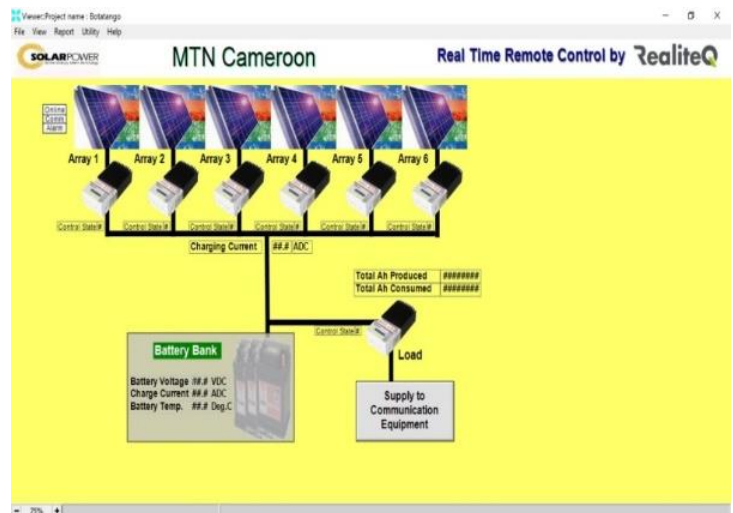 Viewer:Project name : Botatango
File View Report Utility Help
SOLARPOWER
MTN Cameroon
Real Time Remote Control by RealiteQ
Online
Comm
Alarm
Array 1 Array 2 Array 3 Array 4 Array 5 Array 6
Control State# Control State# Control State# Control State# Control State# Control State#
Charging Current ##.# ADC
Total Ah Produced ########
Total Ah Consumed ########
Control State#
Battery Bank
Load
Battery Voltage ##.# VDC
Charge Current ##.# ADC
Battery Temp. ##.# Deg.C
Supply to
Communication
Equipment
25%